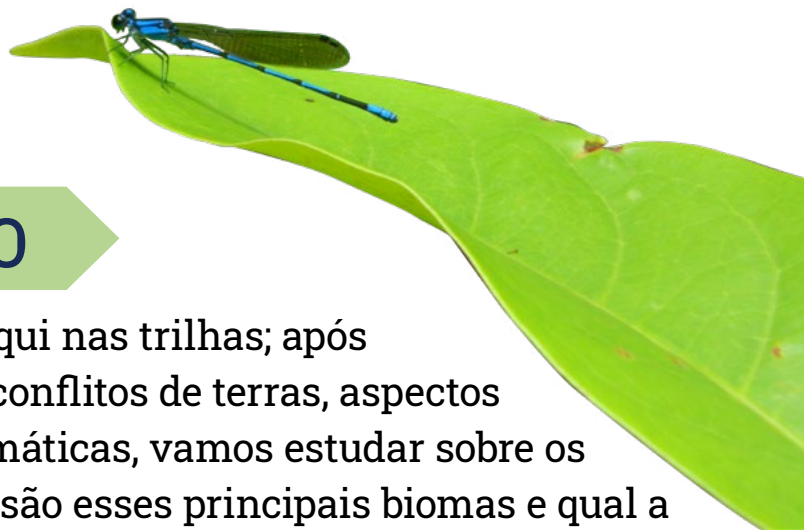 o
qui nas trilhas; após
conflitos de terras, aspectos
máticas, vamos estudar sobre os
são esses principais biomas e qual a